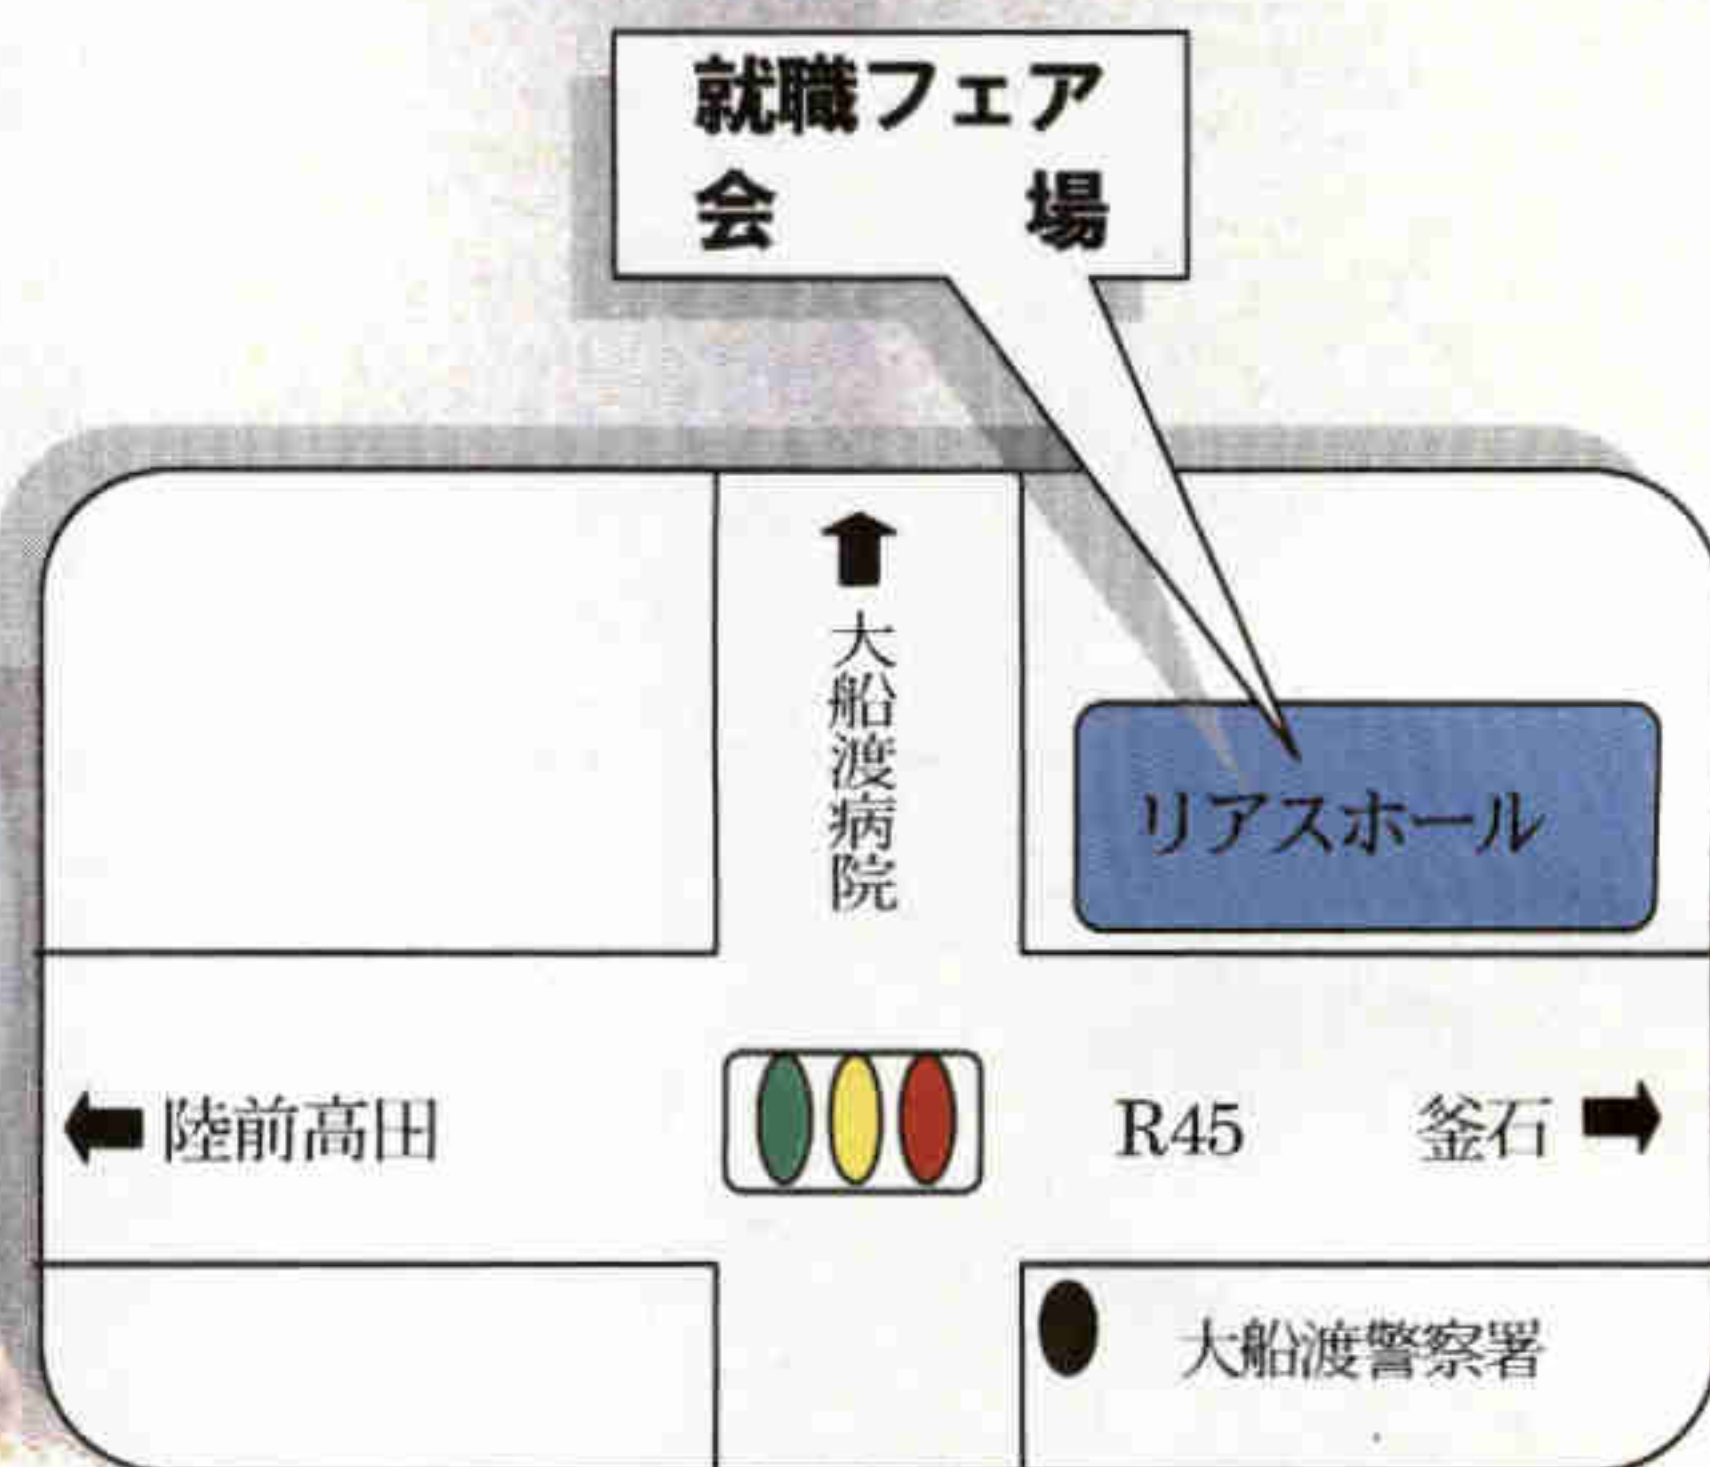 就職フェア
会場
大船渡病院
リアスホール
陸前高田
R45 釜石
大船渡警察署